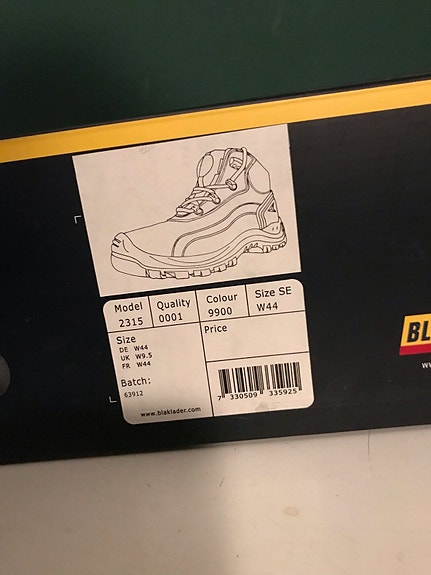 Model
2315
Quality
0001
Colour
9900
Size SE
W44
Size
DE W44
UK W9.5
FR W44
Batch:
63912
www.blaklader.com
Price
7 330509 335925
BL